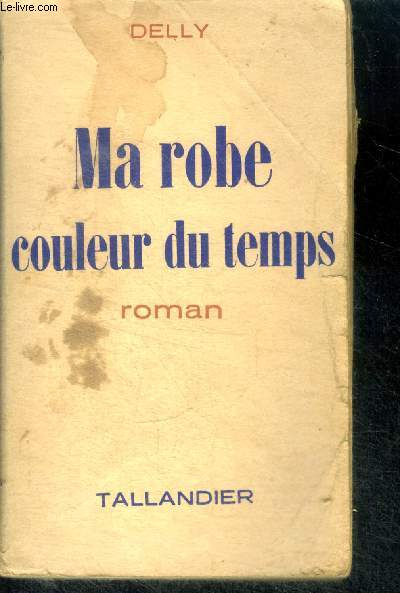 Le-livre.com
DELLY
Ma robe
couleur du temps
roman
TALLANDIER